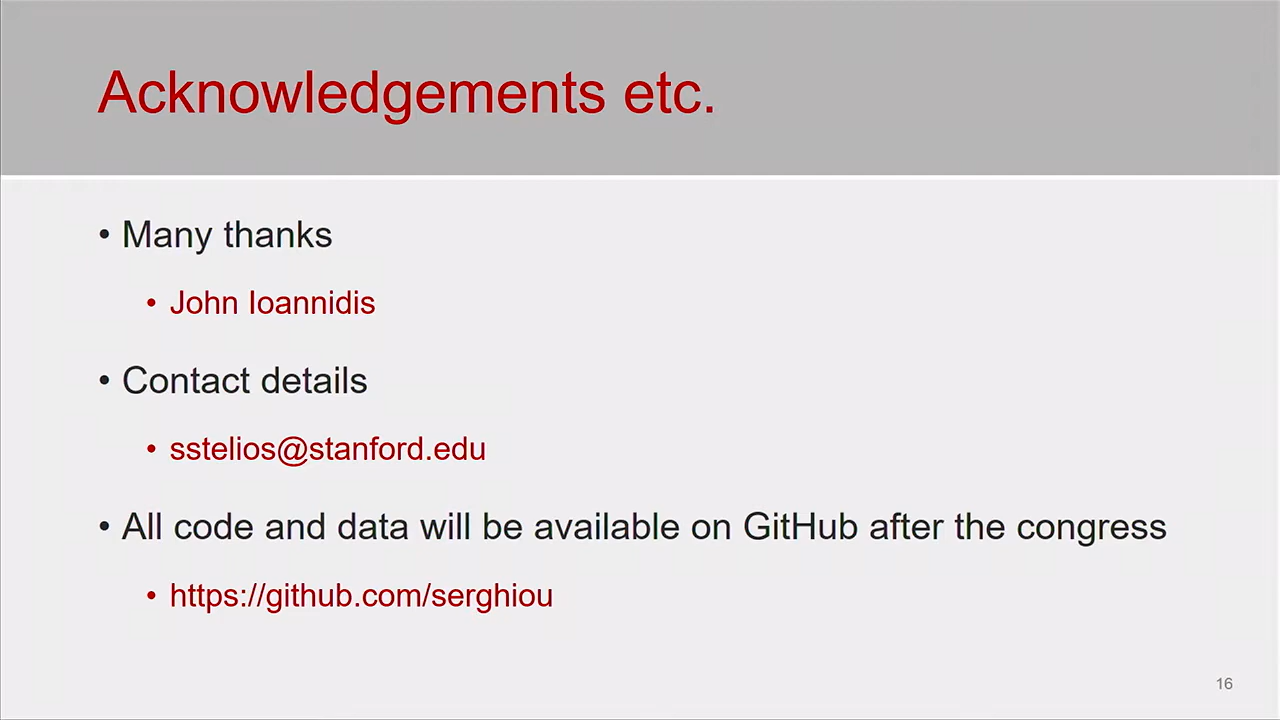 Acknowledgements etc.
• Many thanks
• John Ioannidis
• Contact details
• sstelios@stanford.edu
• All code and data will be available on GitHub after the congress
• https://github.com/serghiou
16